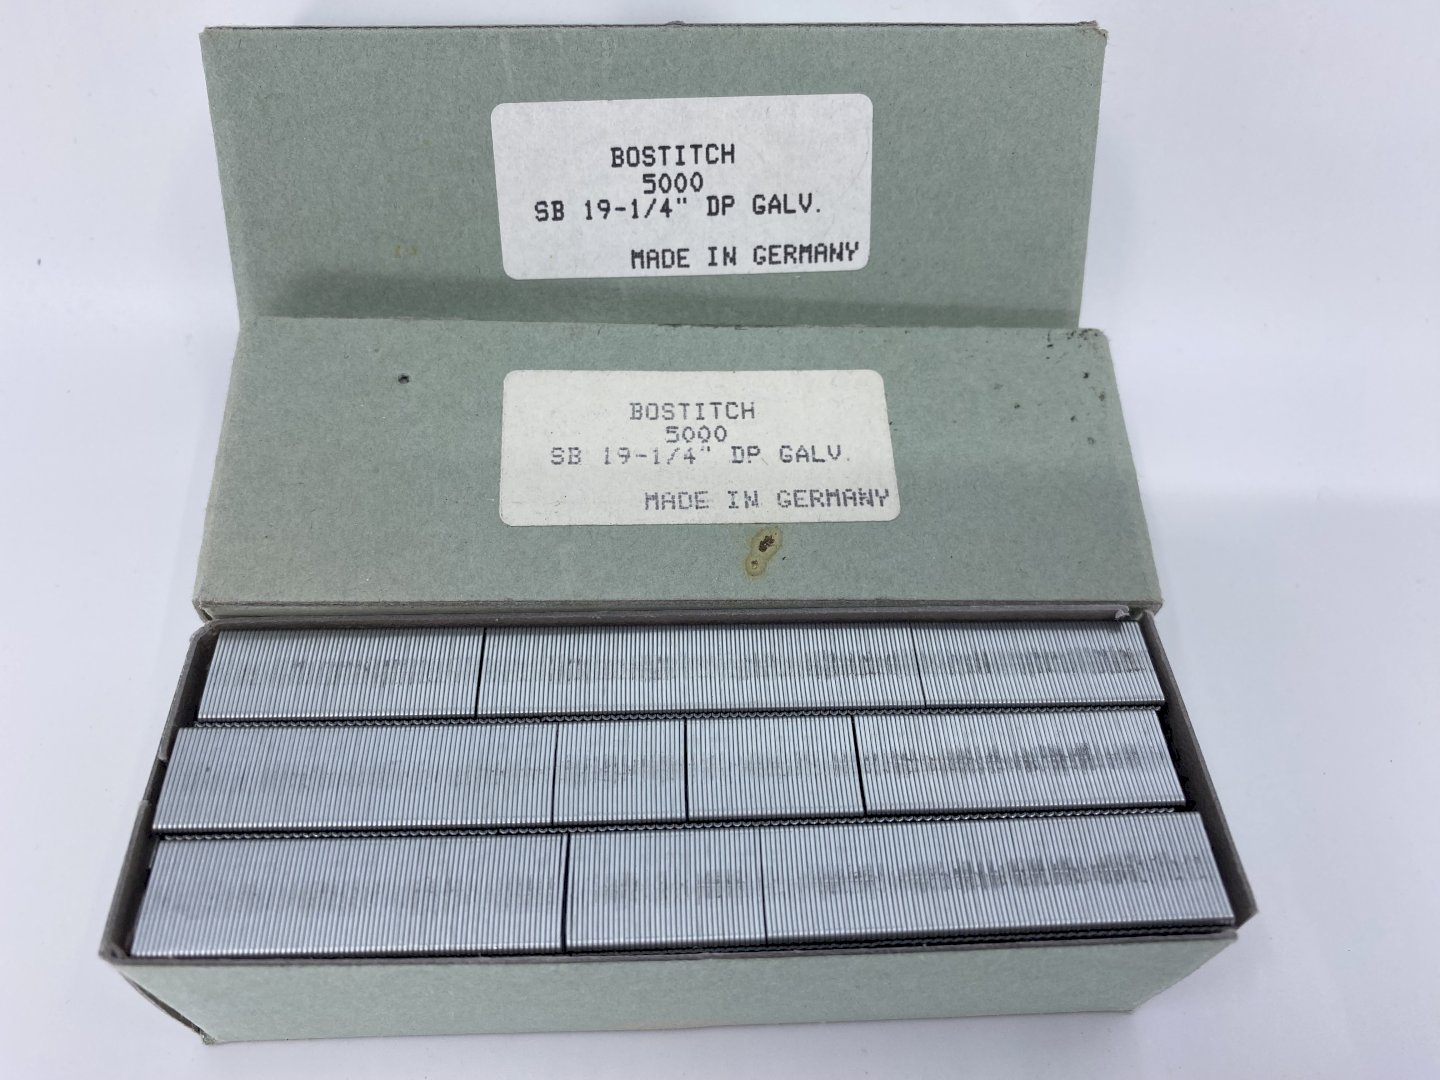 BOSTITCH
5000
SB 19-1/4" DP GALV.
MADE IN GERMANY
BOSTITCH
5000
SB 19-1/4" DP GALV.
MADE IN GERMANY